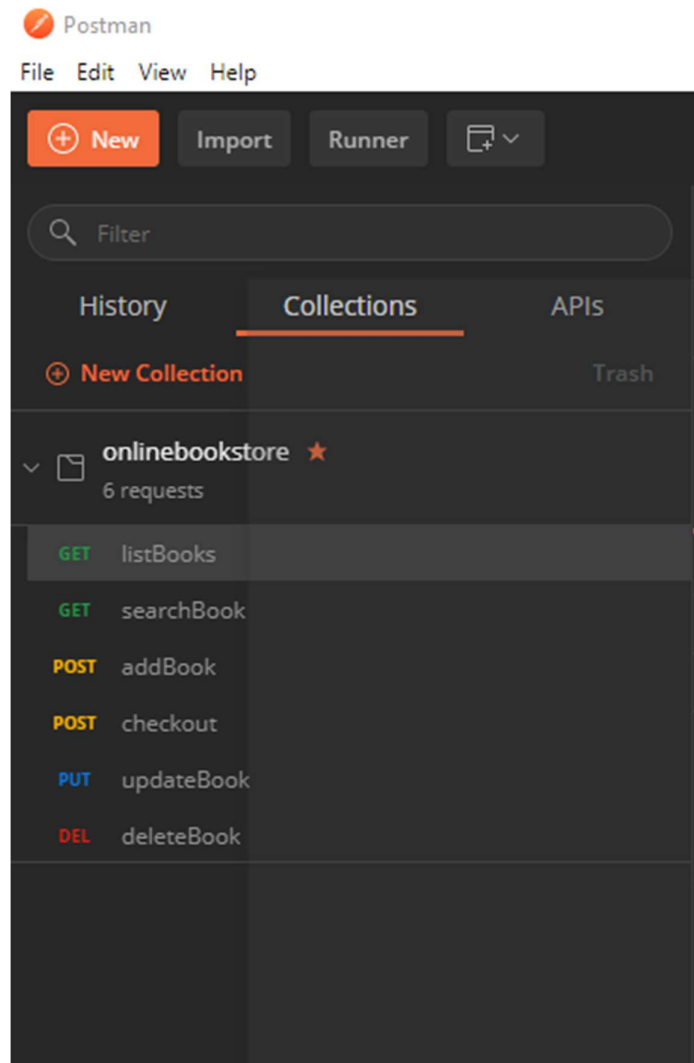 Postman
File Edit View Help
New Import Runner
Filter
History Collections APIs
New Collection Trash
onlinebookstore
6 requests
GET listBooks
GET searchBook
POST addBook
POST checkout
PUT updateBook
DEL deleteBook